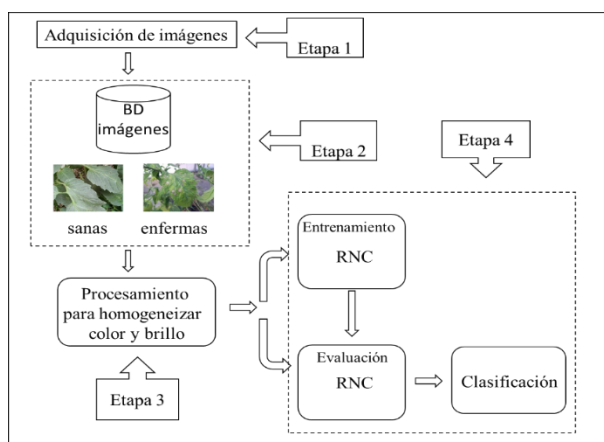 Adquisición de imágenes
Etapa 1
BD
imágenes
Etapa 2
Etapa 4
sanas
enfermas
Entrenamiento
RNC
Procesamiento
para homogeneizar
color y brillo
Evaluación
RNC
Clasificación
Etapa 3